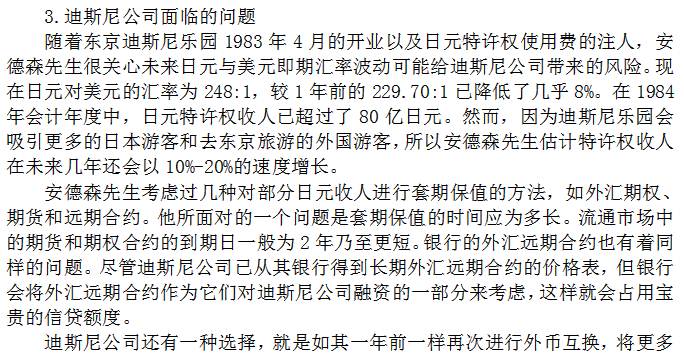 3.迪斯尼公司面临的问题
随着东京迪斯尼乐园 1983 年 4 月的开业以及日元特许权使用费的注人，安
德森先生很关心未来日元与美元即期汇率波动可能给迪斯尼公司带来的风险。现
在日元对美元的汇率为 248:1，较 1 年前的 229.70:1 已降低了几乎 8%。在 1984
年会计年度中，日元特许权收人已超过了 80 亿日元。然而，因为迪斯尼乐园会
吸引更多的日本游客和去东京旅游的外国游客，所以安德森先生估计特许权收人
在未来几年还会以 10%-20%的速度增长。
安德森先生考虑过几种对部分日元收人进行套期保值的方法，如外汇期权、
期货和远期合约。他所面对的一个问题是套期保值的时间应为多长。流通市场中
的期货和期权合约的到期日一般为 2 年乃至更短。银行的外汇远期合约也有着同
样的问题。尽管迪斯尼公司已从其银行得到长期外汇远期合约的价格表，但银行
会将外汇远期合约作为它们对迪斯尼公司融资的一部分来考虑，这样就会占用宝
贵的信贷额度。
迪斯尼公司还有一种选择，就是如其一年前一样再次进行外币互换，将更多